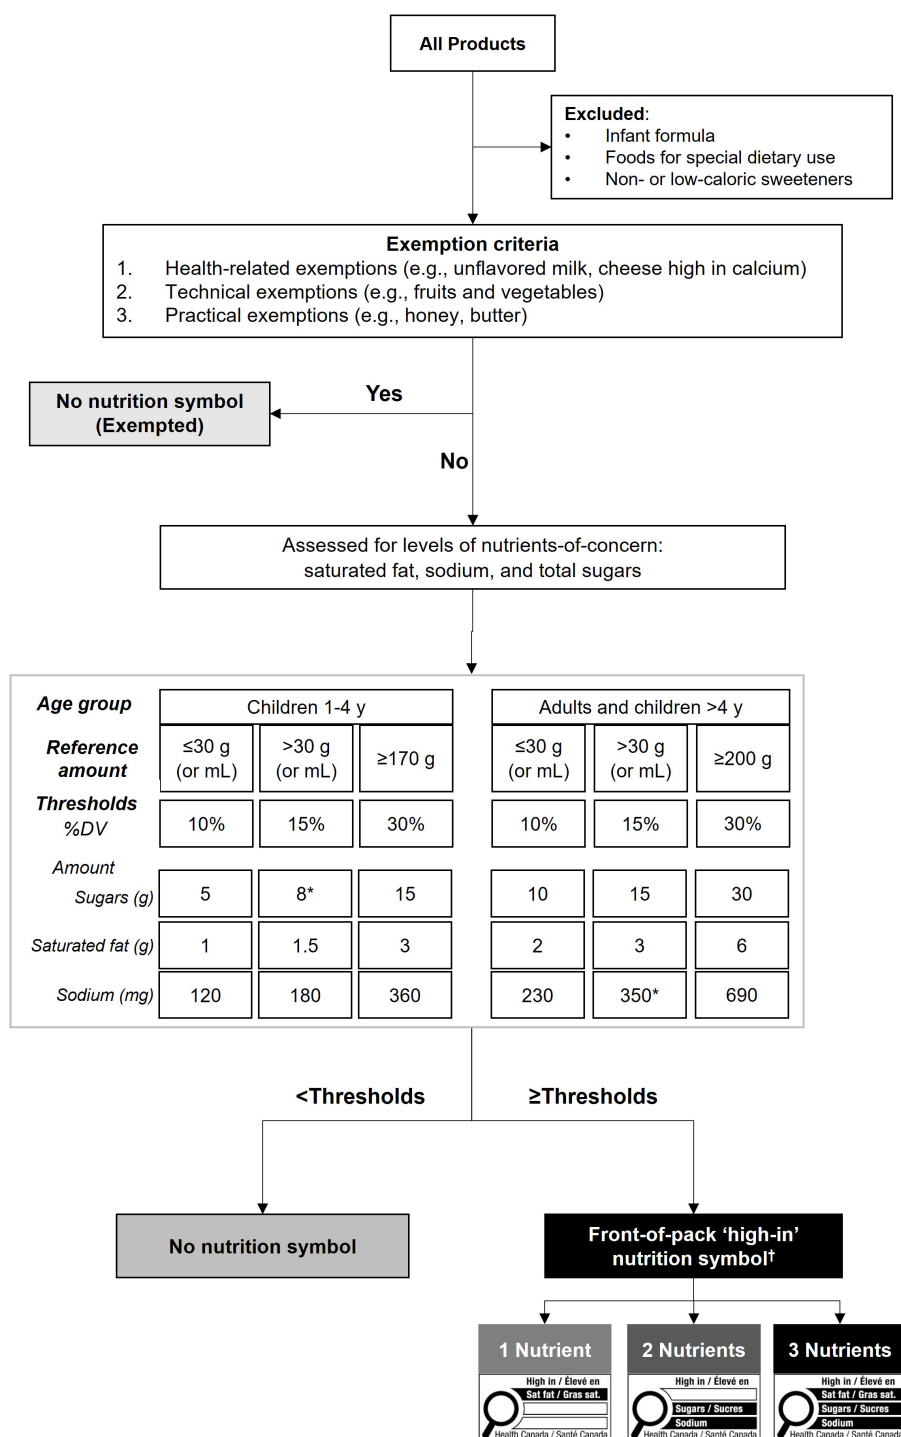 All Products
Excluded:
• Infant formula
• Foods for special dietary use
• Non- or low-caloric sweeteners
Exemption criteria
1. Health-related exemptions (e.g., unflavored milk, cheese high in calcium)
2. Technical exemptions (e.g., fruits and vegetables)
3. Practical exemptions (e.g., honey, butter)
Yes
No nutrition symbol
(Exempted)
No
Assessed for levels of nutrients-of-concern:
saturated fat, sodium, and total sugars
Age group Children 1-4 y Adults and children >4 y
Reference amount ≤30 g (or mL) >30 g (or mL) ≥170 g ≤30 g (or mL) >30 g (or mL) ≥200 g
Thresholds
%DV 10% 15% 30% 10% 15% 30%
Amount
Sugars (g) 5 8* 15 10 15 30
Saturated fat (g) 1 1.5 3 2 3 6
Sodium (mg) 120 180 360 230 350* 690
<Thresholds ≥Thresholds
No nutrition symbol
Front-of-pack ‘high-in’
nutrition symbol†
1 Nutrient 2 Nutrients 3 Nutrients
High in / Élevé en
Sat fat / Gras sat.
Health Canada / Santé Canada
High in / Élevé en
Sugars / Sucres
Sodium
Health Canada / Santé Canada
High in / Élevé en
Sat fat / Gras sat.
Sugars / Sucres
Sodium
Health Canada / Santé Canada